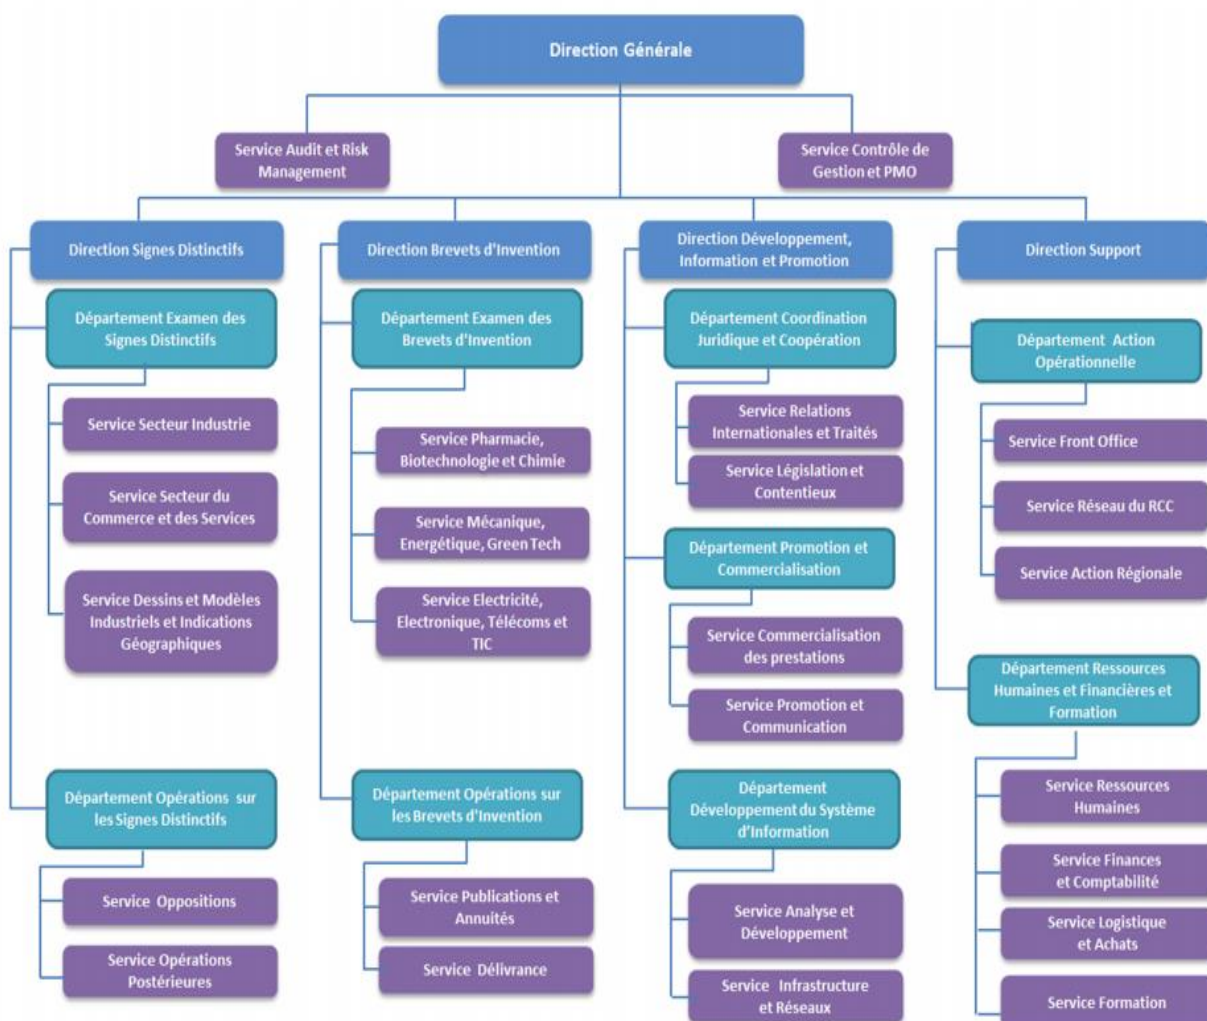 Direction Générale
Service Audit et Risk
Management
Service Contrôle de
Gestion et PMO
Direction Signes Distinctifs
Département Examen des
Signes Distinctifs
Service Secteur Industrie
Service Secteur du
Commerce et des Services
Service Dessins et Modèles
Industriels et Indications
Géographiques
Département Opérations sur
les Signes Distinctifs
Service Oppositions
Service Opérations
Postérieures
Direction Brevets d'Invention
Département Examen des
Brevets d'Invention
Service Pharmacie,
Biotechnologie et Chimie
Service Mécanique,
Energétique, Green Tech
Service Electricité,
Electronique, Télécoms et
TIC
Département Opérations sur
les Brevets d'Invention
Service Publications et
Annuités
Service Délivrance
Direction Développement,
Information et Promotion
Département Coordination
Juridique et Coopération
Service Relations
Internationales et Traités
Service Législation et
Contentieux
Département Promotion et
Commercialisation
Service Commercialisation
des prestations
Service Promotion et
Communication
Département
Développement du Système
d'Information
Service Analyse et
Développement
Service Infrastructure
et Réseaux
Direction Support
Département Action
Opérationnelle
Service Front Office
Service Réseau du RCC
Service Action Régionale
Département Ressources
Humaines et Financières et
Formation
Service Ressources
Humaines
Service Finances
et Comptabilité
Service Logistique
et Achats
Service Formation